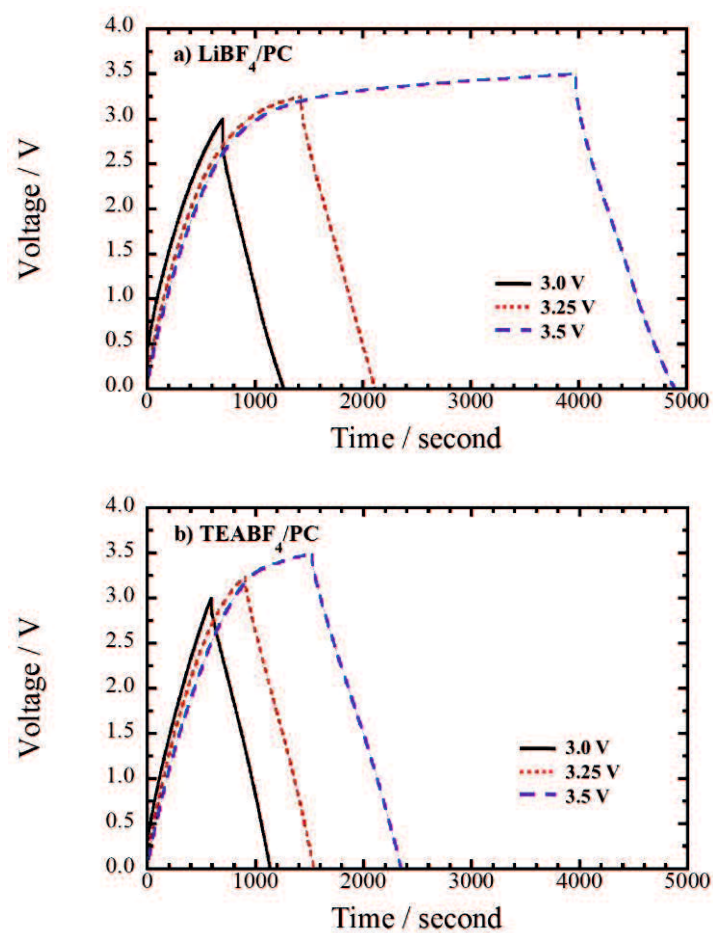 4.0
a) LiBF4/PC
3.5
3.0
2.5
2.0
1.5
1.0
0.5
0.0
Voltage / V
3.0 V
3.25 V
3.5 V
0 1000 2000 3000 4000 5000
Time / second
4.0
b) TEABF4/PC
3.5
3.0
2.5
2.0
1.5
1.0
0.5
0.0
Voltage / V
3.0 V
3.25 V
3.5 V
0 1000 2000 3000 4000 5000
Time / second